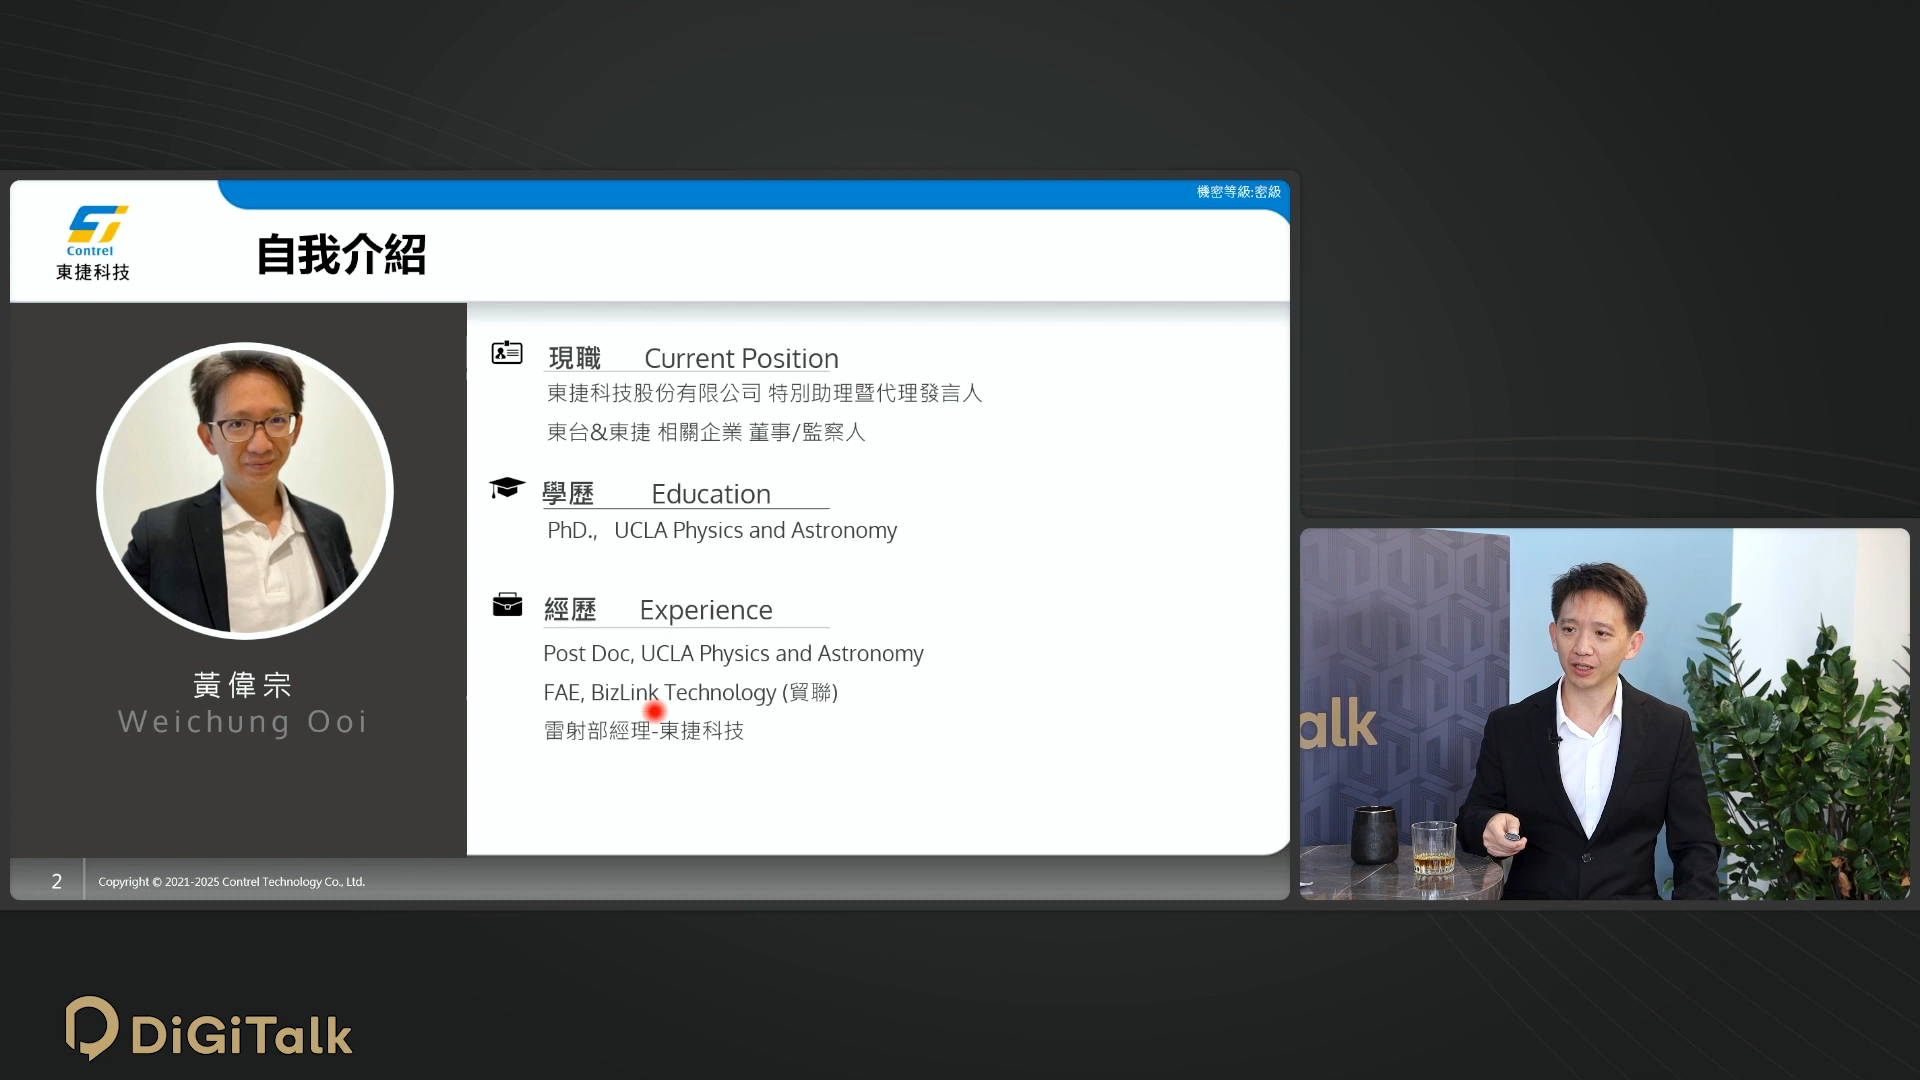 機密等級:密級
Contrel
東捷科技
自我介紹
黃偉宗
Weichung Ooi
現職 Current Position
東捷科技股份有限公司 特別助理暨代理發言人
東台&東捷 相關企業 董事/監察人
學歷 Education
PhD., UCLA Physics and Astronomy
經歷 Experience
Post Doc, UCLA Physics and Astronomy
FAE, BizLink Technology (貿聯)
雷射部經理-東捷科技
2
Copyright © 2021-2025 Contrel Technology Co., Ltd.
alk
DiGiTalk